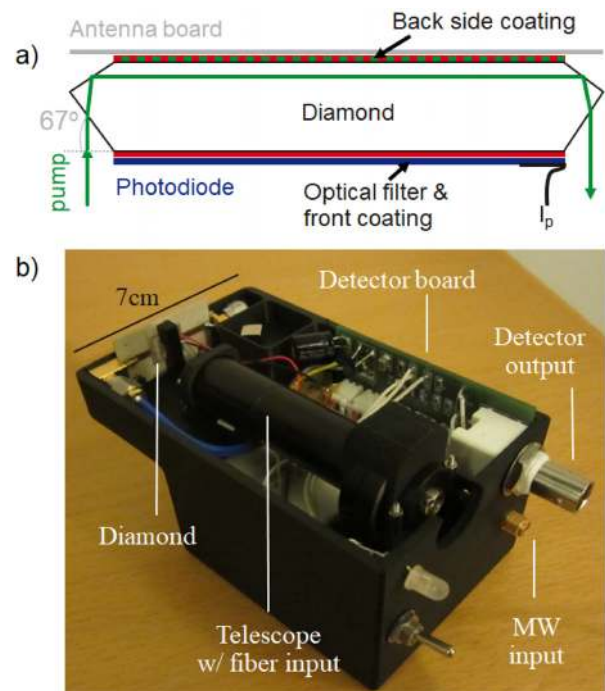 a)
Antenna board
Back side coating
Diamond
67°
pump
Photodiode
Optical filter &
front coating
Ip
b)
7cm
Detector board
Detector
output
Diamond
Telescope
w/ fiber input
MW
input